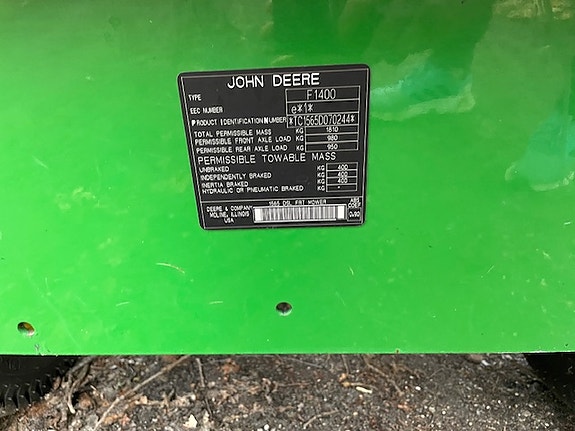 JOHN DEERE
TYPE F1400
EEC NUMBER e*1*
PRODUCT IDENTIFICATION NUMBER *TC1565D070244*
TOTAL PERMISSIBLE MASS KG 1810
PERMISSIBLE FRONT AXLE LOAD KG 980
PERMISSIBLE REAR AXLE LOAD KG 950
PERMISSIBLE TOWABLE MASS
UNBRAKED KG 400
INDEPENDENTLY BRAKED KG 400
INERTIA BRAKED KG 400
HYDRAULIC OR PNEUMATIC BRAKED KG -
DEERE & COMPANY 1565 DSL FRT MOWER ABS
MOLINE, ILLINOIS COEF
USA